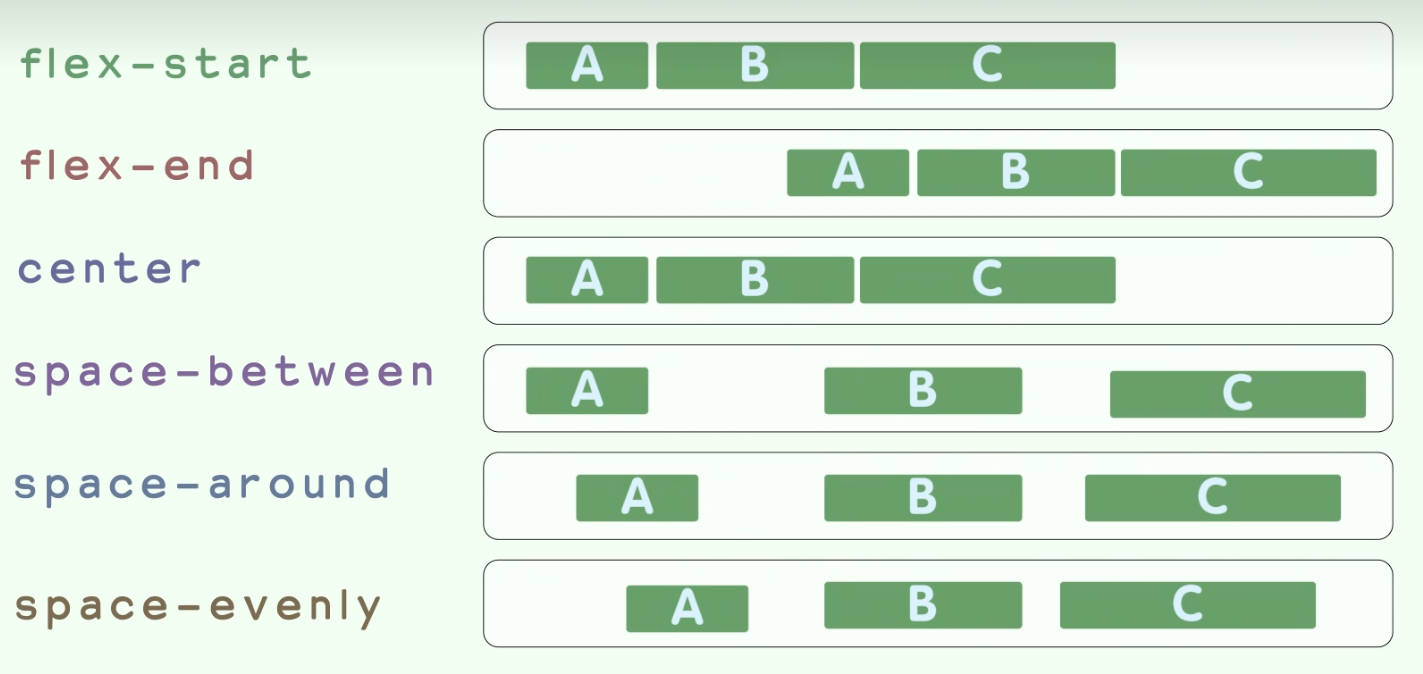 flex-start A B C
flex-end A B C
center A B C
space-between A B C
space-around A B C
space-evenly A B C